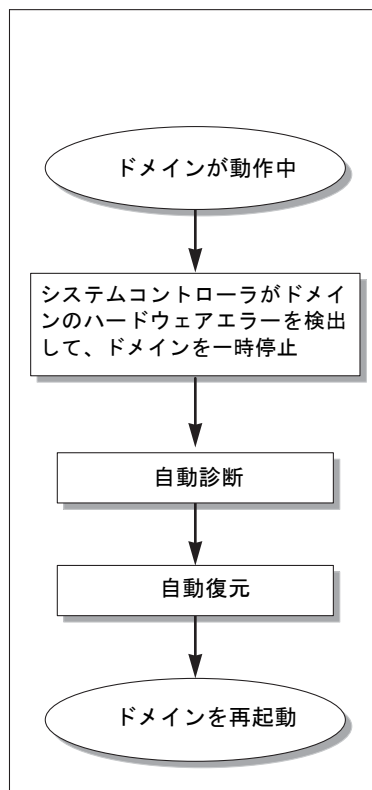 ドメインが動作中
システムコントローラがドメイ
ンのハードウェアエラーを検出
して、ドメインを一時停止
自動診断
自動復元
ドメインを再起動